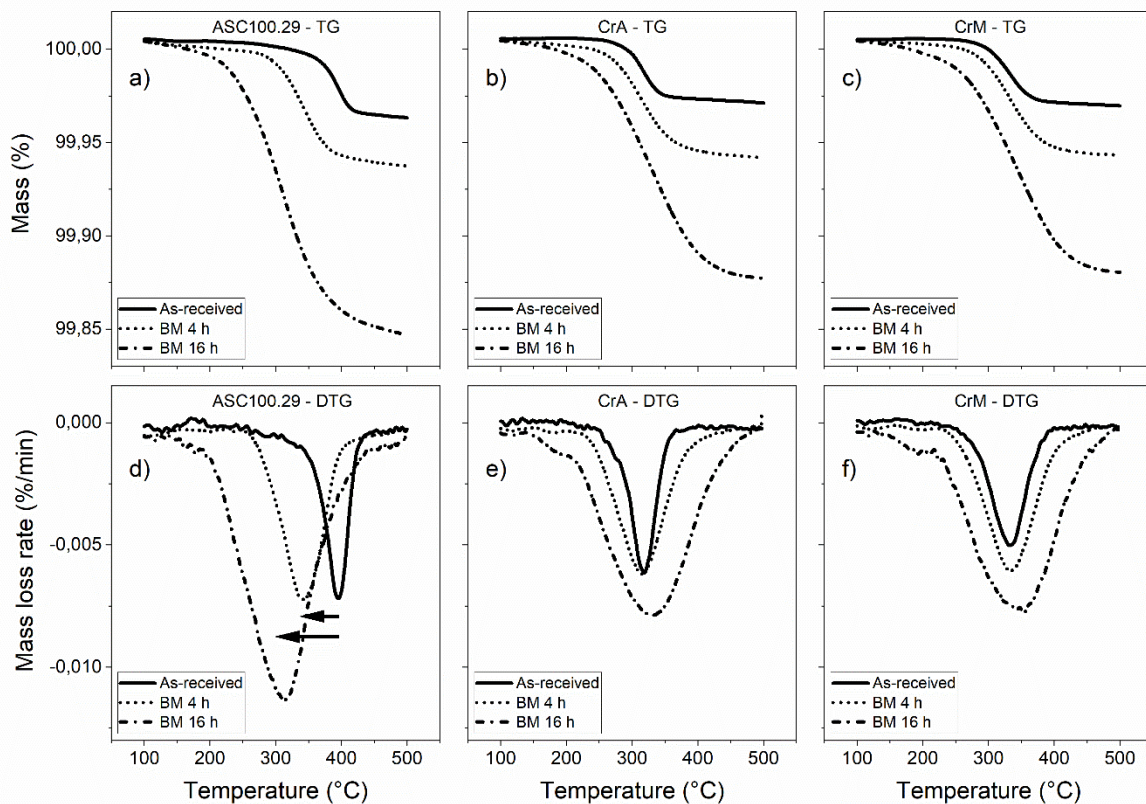 ASC100.29 - TG
CrA - TG
CrM - TG
a)
b)
c)
Mass (%)
100,00
99,95
99,90
99,85
As-received
BM 4 h
BM 16 h
As-received
BM 4 h
BM 16 h
As-received
BM 4 h
BM 16 h
ASC100.29 - DTG
CrA - DTG
CrM - DTG
d)
e)
f)
Mass loss rate (%/min)
0,000
-0,005
-0,010
As-received
BM 4 h
BM 16 h
As-received
BM 4 h
BM 16 h
As-received
BM 4 h
BM 16 h
100 200 300 400 500
100 200 300 400 500
100 200 300 400 500
Temperature (°C)
Temperature (°C)
Temperature (°C)